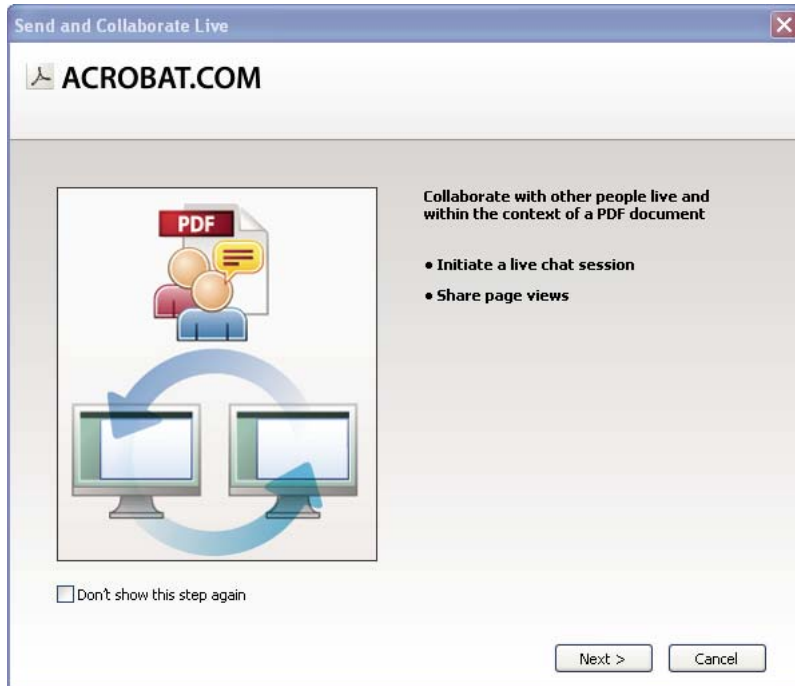 Send and Collaborate Live
ACROBAT.COM
PDF
Collaborate with other people live and
within the context of a PDF document
• Initiate a live chat session
• Share page views
Don't show this step again
Next >
Cancel